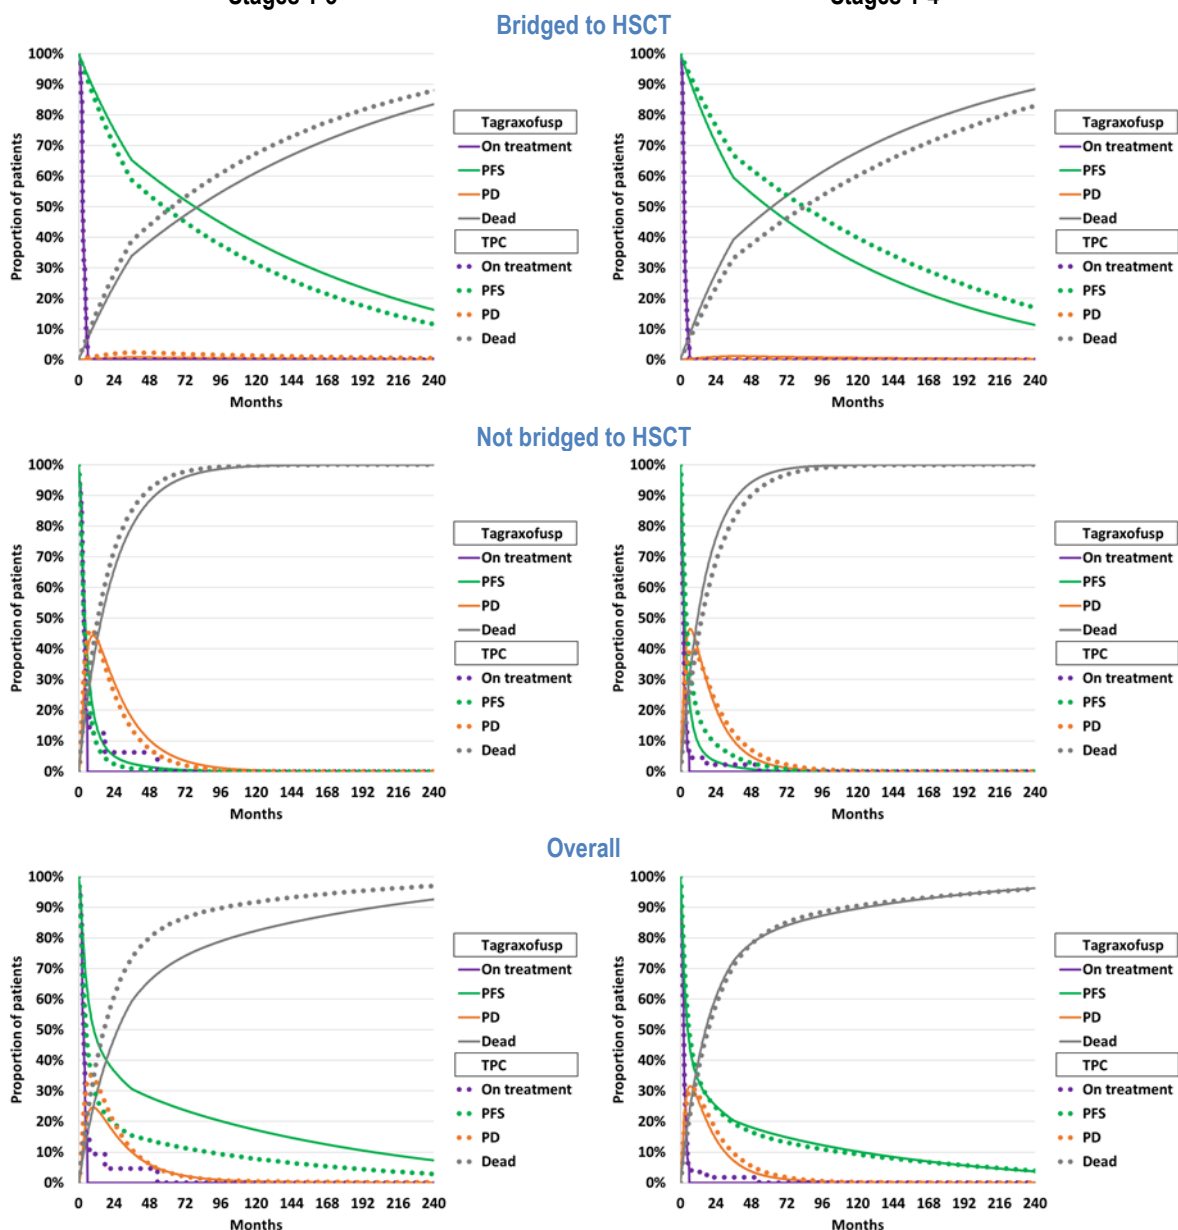 Stages
Stages 1-4
Bridged to HSCT
Proportion of patients
100%
90%
80%
70%
60%
50%
40%
30%
20%
10%
0%
0 24 48 72 96 120 144 168 192 216 240
Months
Tagraxofusp
On treatment
PFS
PD
Dead
TPC
On treatment
PFS
PD
Dead
Proportion of patients
100%
90%
80%
70%
60%
50%
40%
30%
20%
10%
0%
0 24 48 72 96 120 144 168 192 216 240
Months
Tagraxofusp
On treatment
PFS
PD
Dead
TPC
On treatment
PFS
PD
Dead
Not bridged to HSCT
Proportion of patients
100%
90%
80%
70%
60%
50%
40%
30%
20%
10%
0%
0 24 48 72 96 120 144 168 192 216 240
Months
Tagraxofusp
On treatment
PFS
PD
Dead
TPC
On treatment
PFS
PD
Dead
Proportion of patients
100%
90%
80%
70%
60%
50%
40%
30%
20%
10%
0%
0 24 48 72 96 120 144 168 192 216 240
Months
Tagraxofusp
On treatment
PFS
PD
Dead
TPC
On treatment
PFS
PD
Dead
Overall
Proportion of patients
100%
90%
80%
70%
60%
50%
40%
30%
20%
10%
0%
0 24 48 72 96 120 144 168 192 216 240
Months
Tagraxofusp
On treatment
PFS
PD
Dead
TPC
On treatment
PFS
PD
Dead
Proportion of patients
100%
90%
80%
70%
60%
50%
40%
30%
20%
10%
0%
0 24 48 72 96 120 144 168 192 216 240
Months
Tagraxofusp
On treatment
PFS
PD
Dead
TPC
On treatment
PFS
PD
Dead